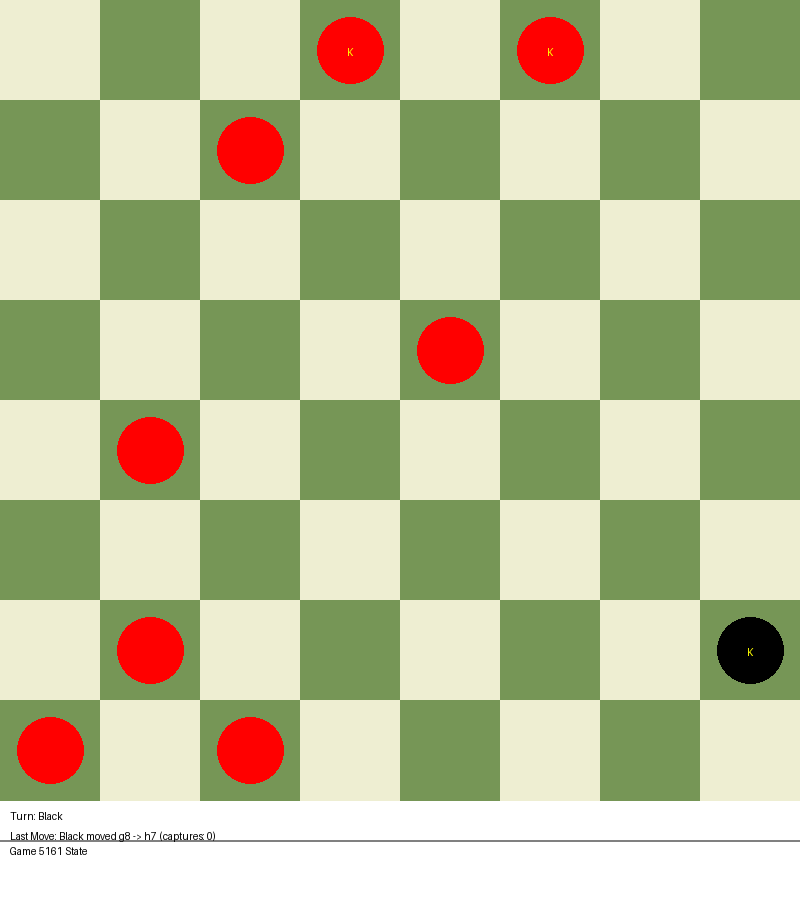 K K
K
Turn: Black
Last Move: Black moved g8 -> h7 (captures: 0)
Game 5161 State